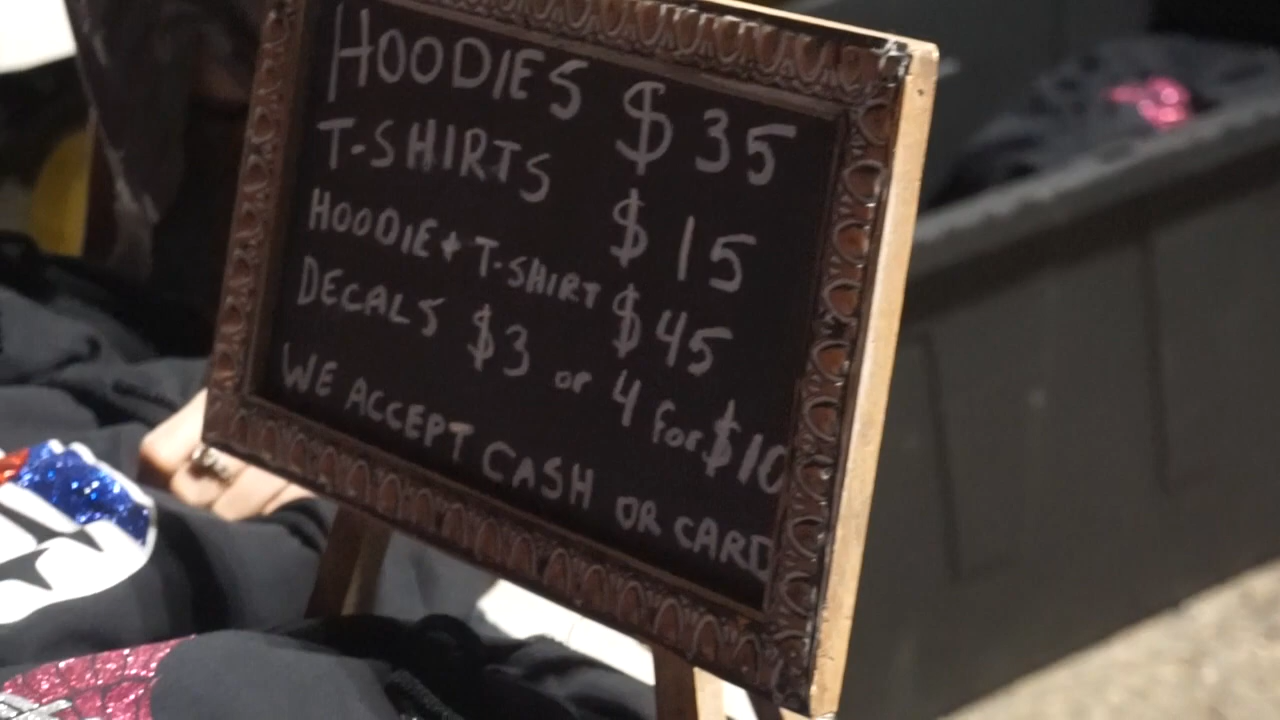 HOODIES $35
T-SHIRTS $15
HOODIE + T-SHIRT $45
DECALS $3 or 4 for $10
WE ACCEPT CASH OR CARD